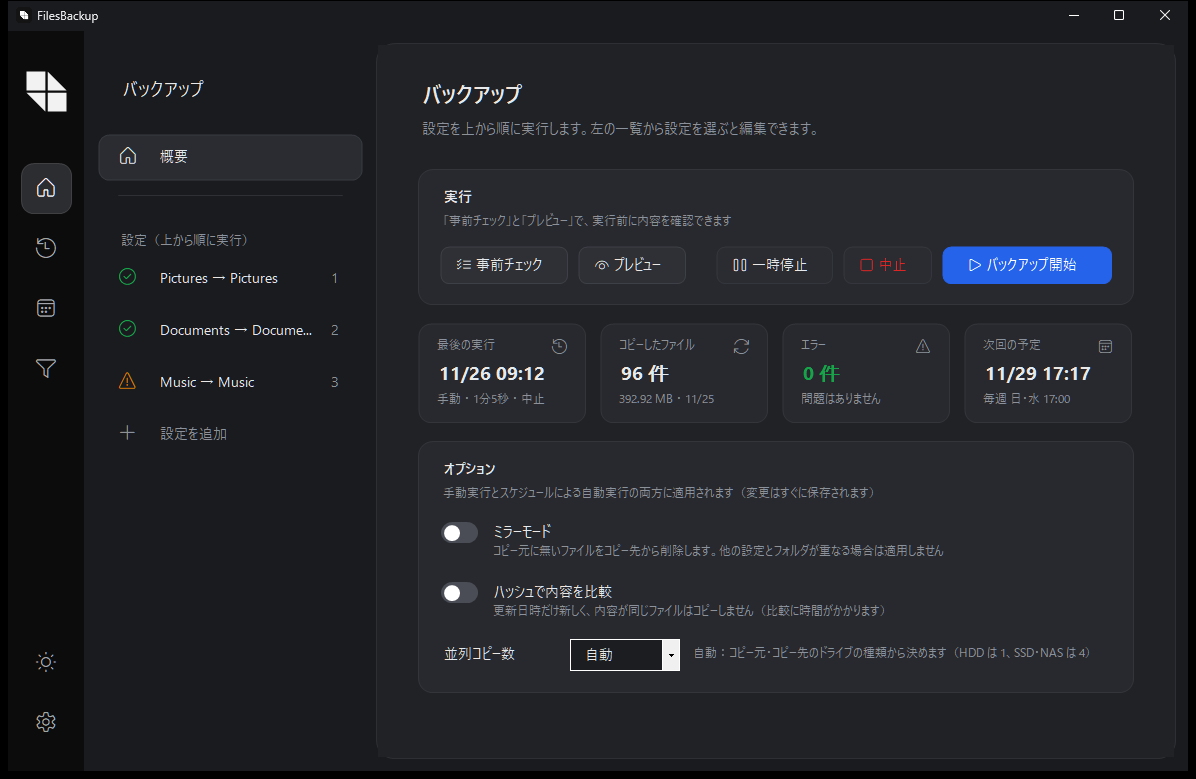 FilesBackup
バックアップ
概要
設定（上から順に実行）
Pictures → Pictures 1
Documents → Docume... 2
Music → Music 3
設定を追加
バックアップ
設定を上から順に実行します。左の一覧から設定を選ぶと編集できます。
実行
「事前チェック」と「プレビュー」で、実行前に内容を確認できます
事前チェック プレビュー 一時停止 中止 バックアップ開始
最後の実行
11/26 09:12
手動・1分5秒・中止
コピーしたファイル
96 件
392.92 MB・11/25
エラー
0 件
問題はありません
次回の予定
11/29 17:17
毎週 日・水 17:00
オプション
手動実行とスケジュールによる自動実行の両方に適用されます（変更はすぐに保存されます）
ミラーモード
コピー元に無いファイルをコピー先から削除します。他の設定とフォルダが重なる場合は適用しません
ハッシュで内容を比較
更新日時だけ新しく、内容が同じファイルはコピーしません（比較に時間がかかります）
並列コピー数 自動 自動：コピー元・コピー先のドライブの種類から決めます（HDD は 1、SSD・NAS は 4）